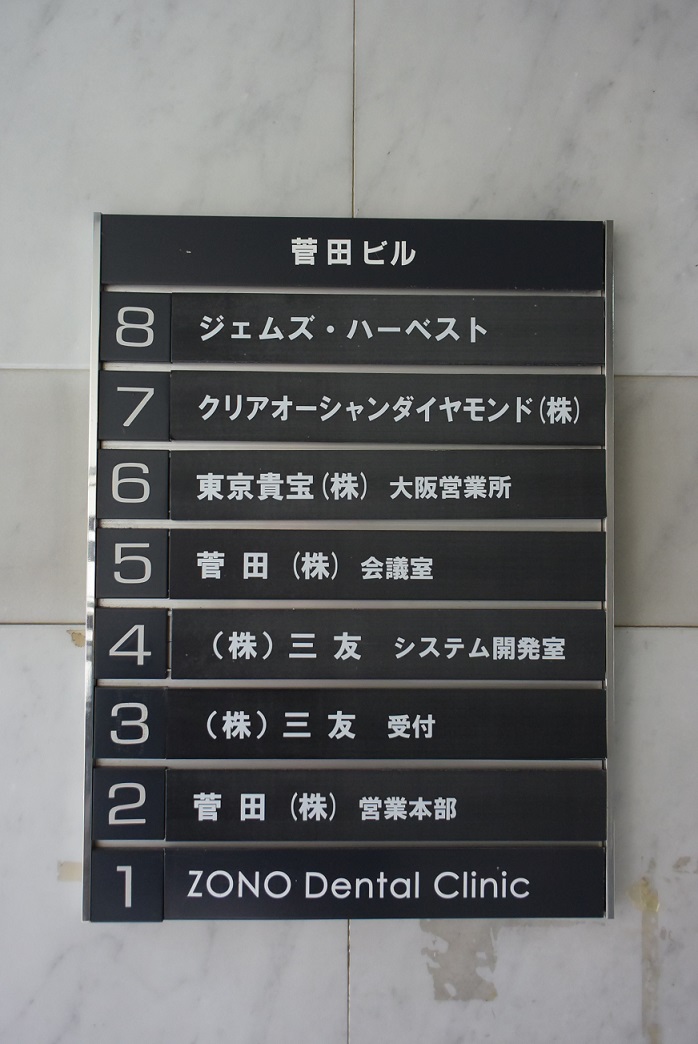 菅田ビル
8 ジェムズ・ハーベスト
7 クリアオーシャンダイヤモンド(株)
6 東京貴宝(株) 大阪営業所
5 菅田 (株) 会議室
4 (株)三友 システム開発室
3 (株)三友 受付
2 菅田 (株) 営業本部
1 ZONO Dental Clinic